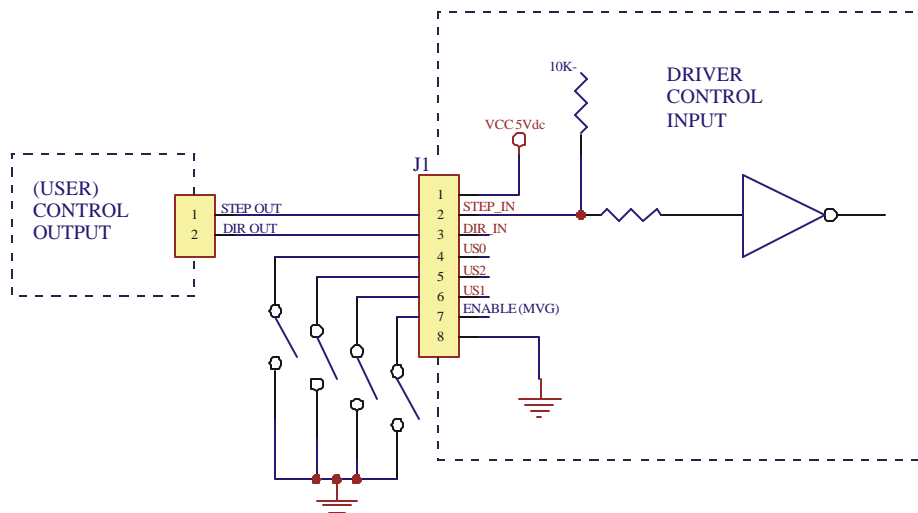 10K-
DRIVER
CONTROL
INPUT
VCC 5Vdc
J1
(USER)
CONTROL
OUTPUT
1
2
STEP OUT
DIR OUT
1
2
3
4
5
6
7
8
STEP_IN
DIR_IN
US0
US2
US1
ENABLE (MVG)